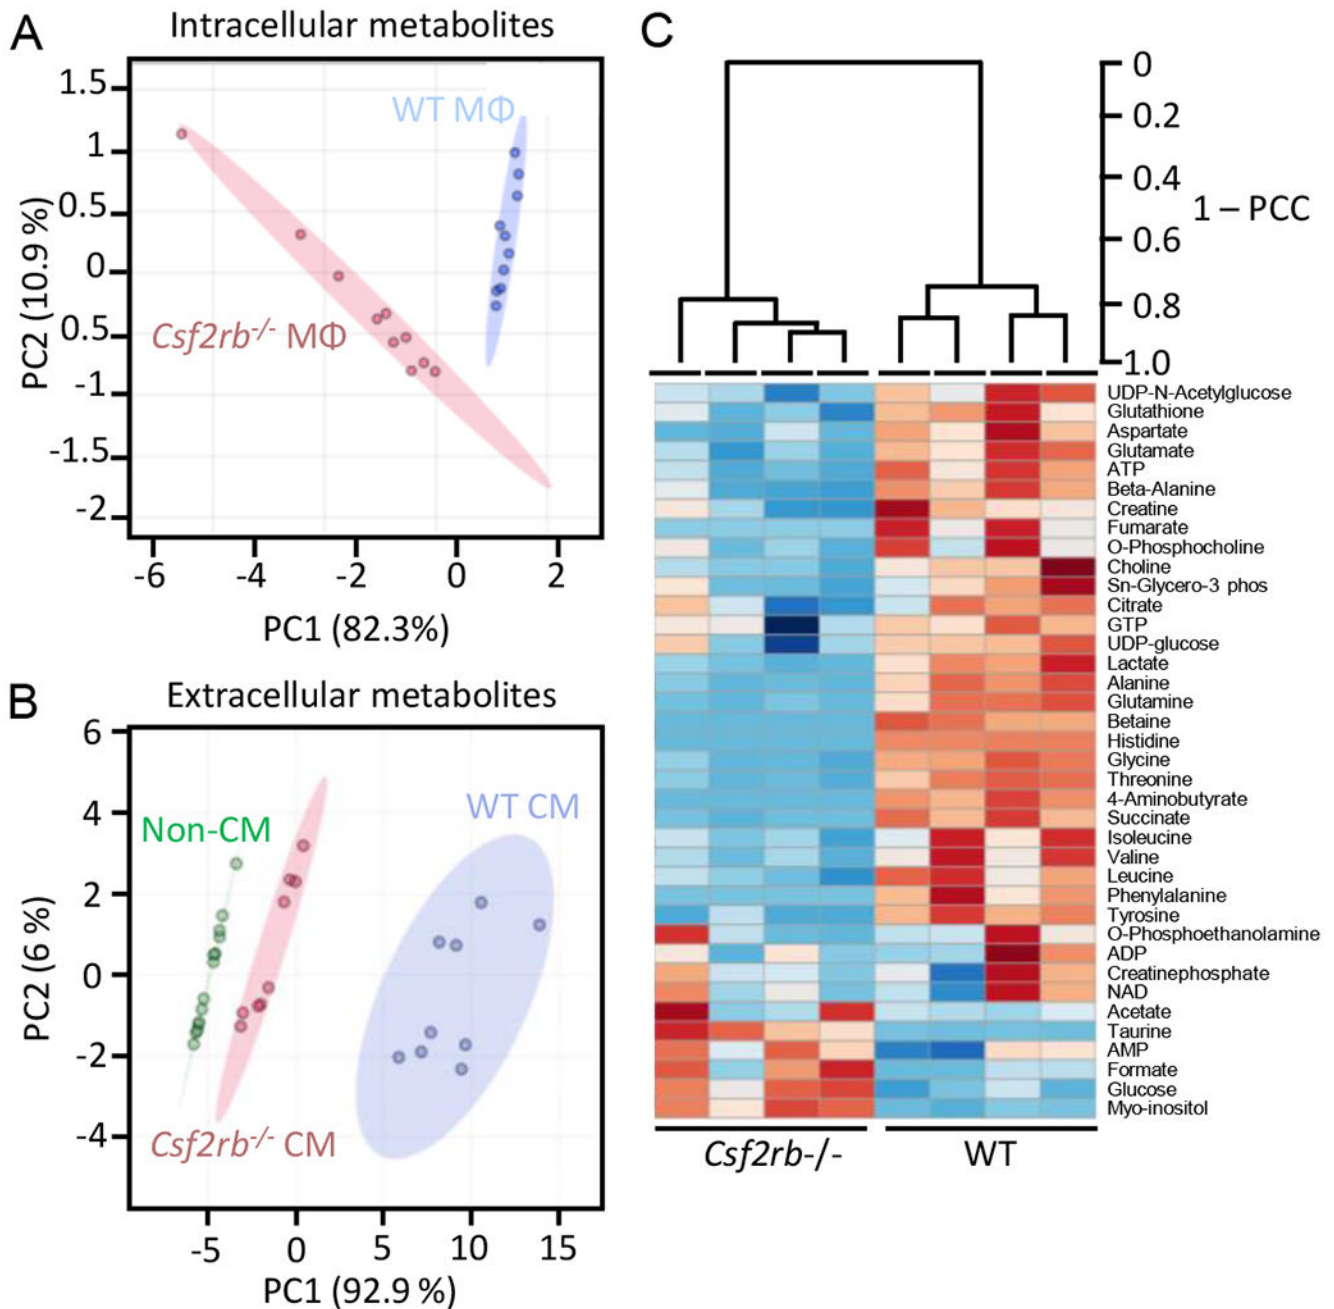 A
Intracellular metabolites
1.5
1
0.5
0
0.5
-1
-1.5
-2
PC2 (10.9 %)
WT MΦ
Csf2rb-/- MΦ
-6 -4 -2 0 2
PC1 (82.3%)
B
Extracellular metabolites
6
4
2
0
-2
-4
PC2 (6 %)
Non-CM
WT CM
Csf2rb-/- CM
-5 0 5 10 15
PC1 (92.9 %)
C
0
0.2
0.4
0.6
0.8
1.0
1 – PCC
UDP-N-Acetylglucose
Glutathione
Aspartate
Glutamate
ATP
Beta-Alanine
Creatine
Fumarate
O-Phosphocholine
Choline
Sn-Glycero-3 phos
Citrate
GTP
UDP-glucose
Lactate
Alanine
Glutamine
Betaine
Histidine
Glycine
Threonine
4-Aminobutyrate
Succinate
Isoleucine
Valine
Leucine
Phenylalanine
Tyrosine
O-Phosphoethanolamine
ADP
Creatinephosphate
NAD
Acetate
Taurine
AMP
Formate
Glucose
Myo-inositol
Csf2rb-/- WT